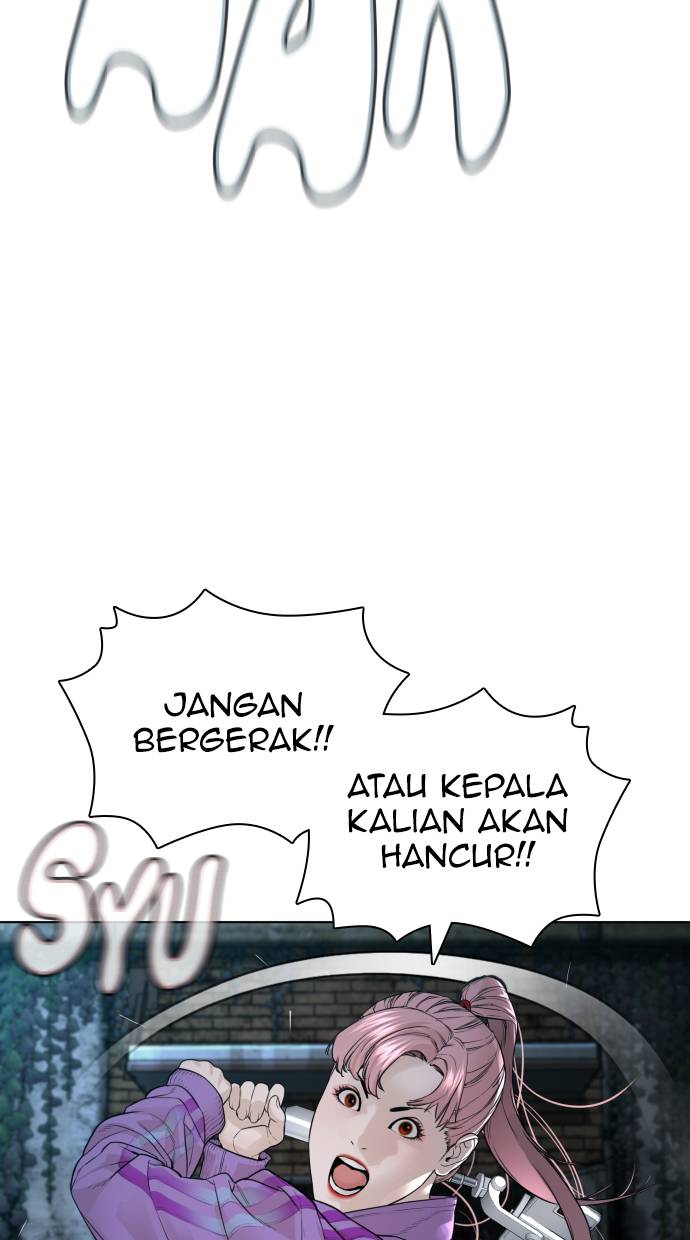 JANGAN
BERGERAK!!
ATAU KEPALA
KALIAN AKAN
HANCUR!!
SYU